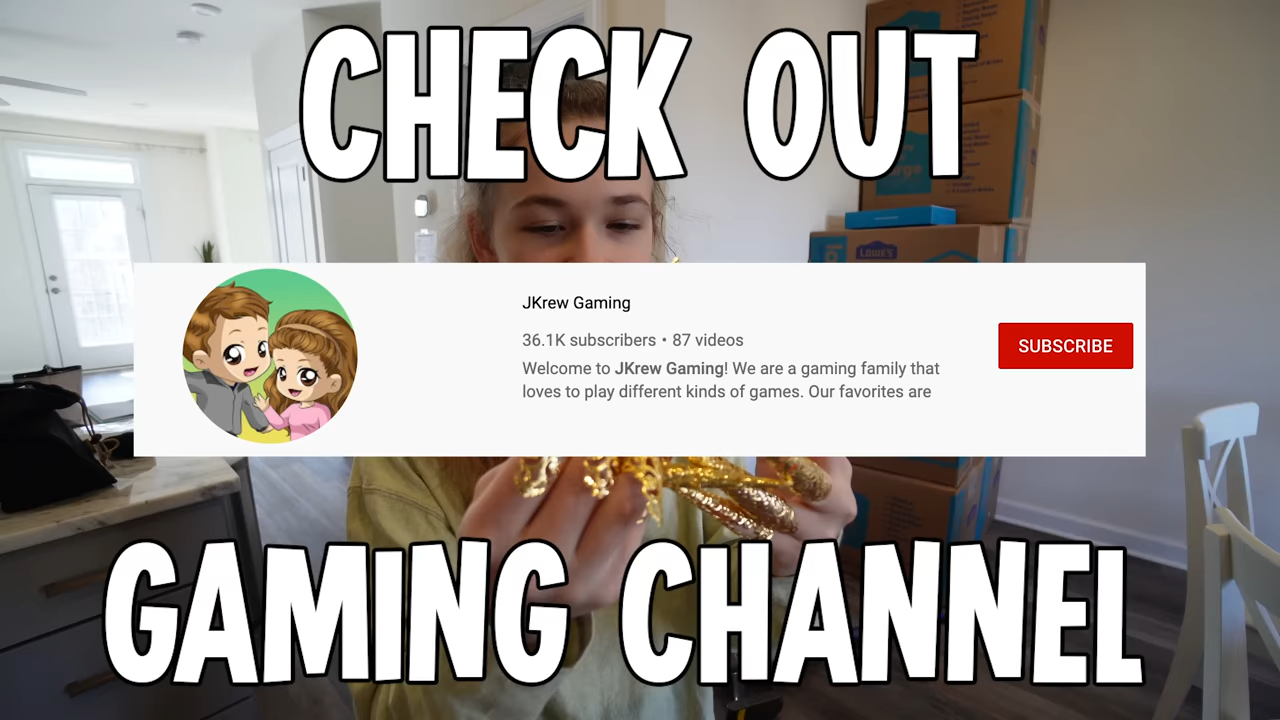 CHECK OUT
LOWE'S
JKrew Gaming
36.1K subscribers • 87 videos
Welcome to JKrew Gaming! We are a gaming family that
loves to play different kinds of games. Our favorites are
SUBSCRIBE
GAMING CHANNEL